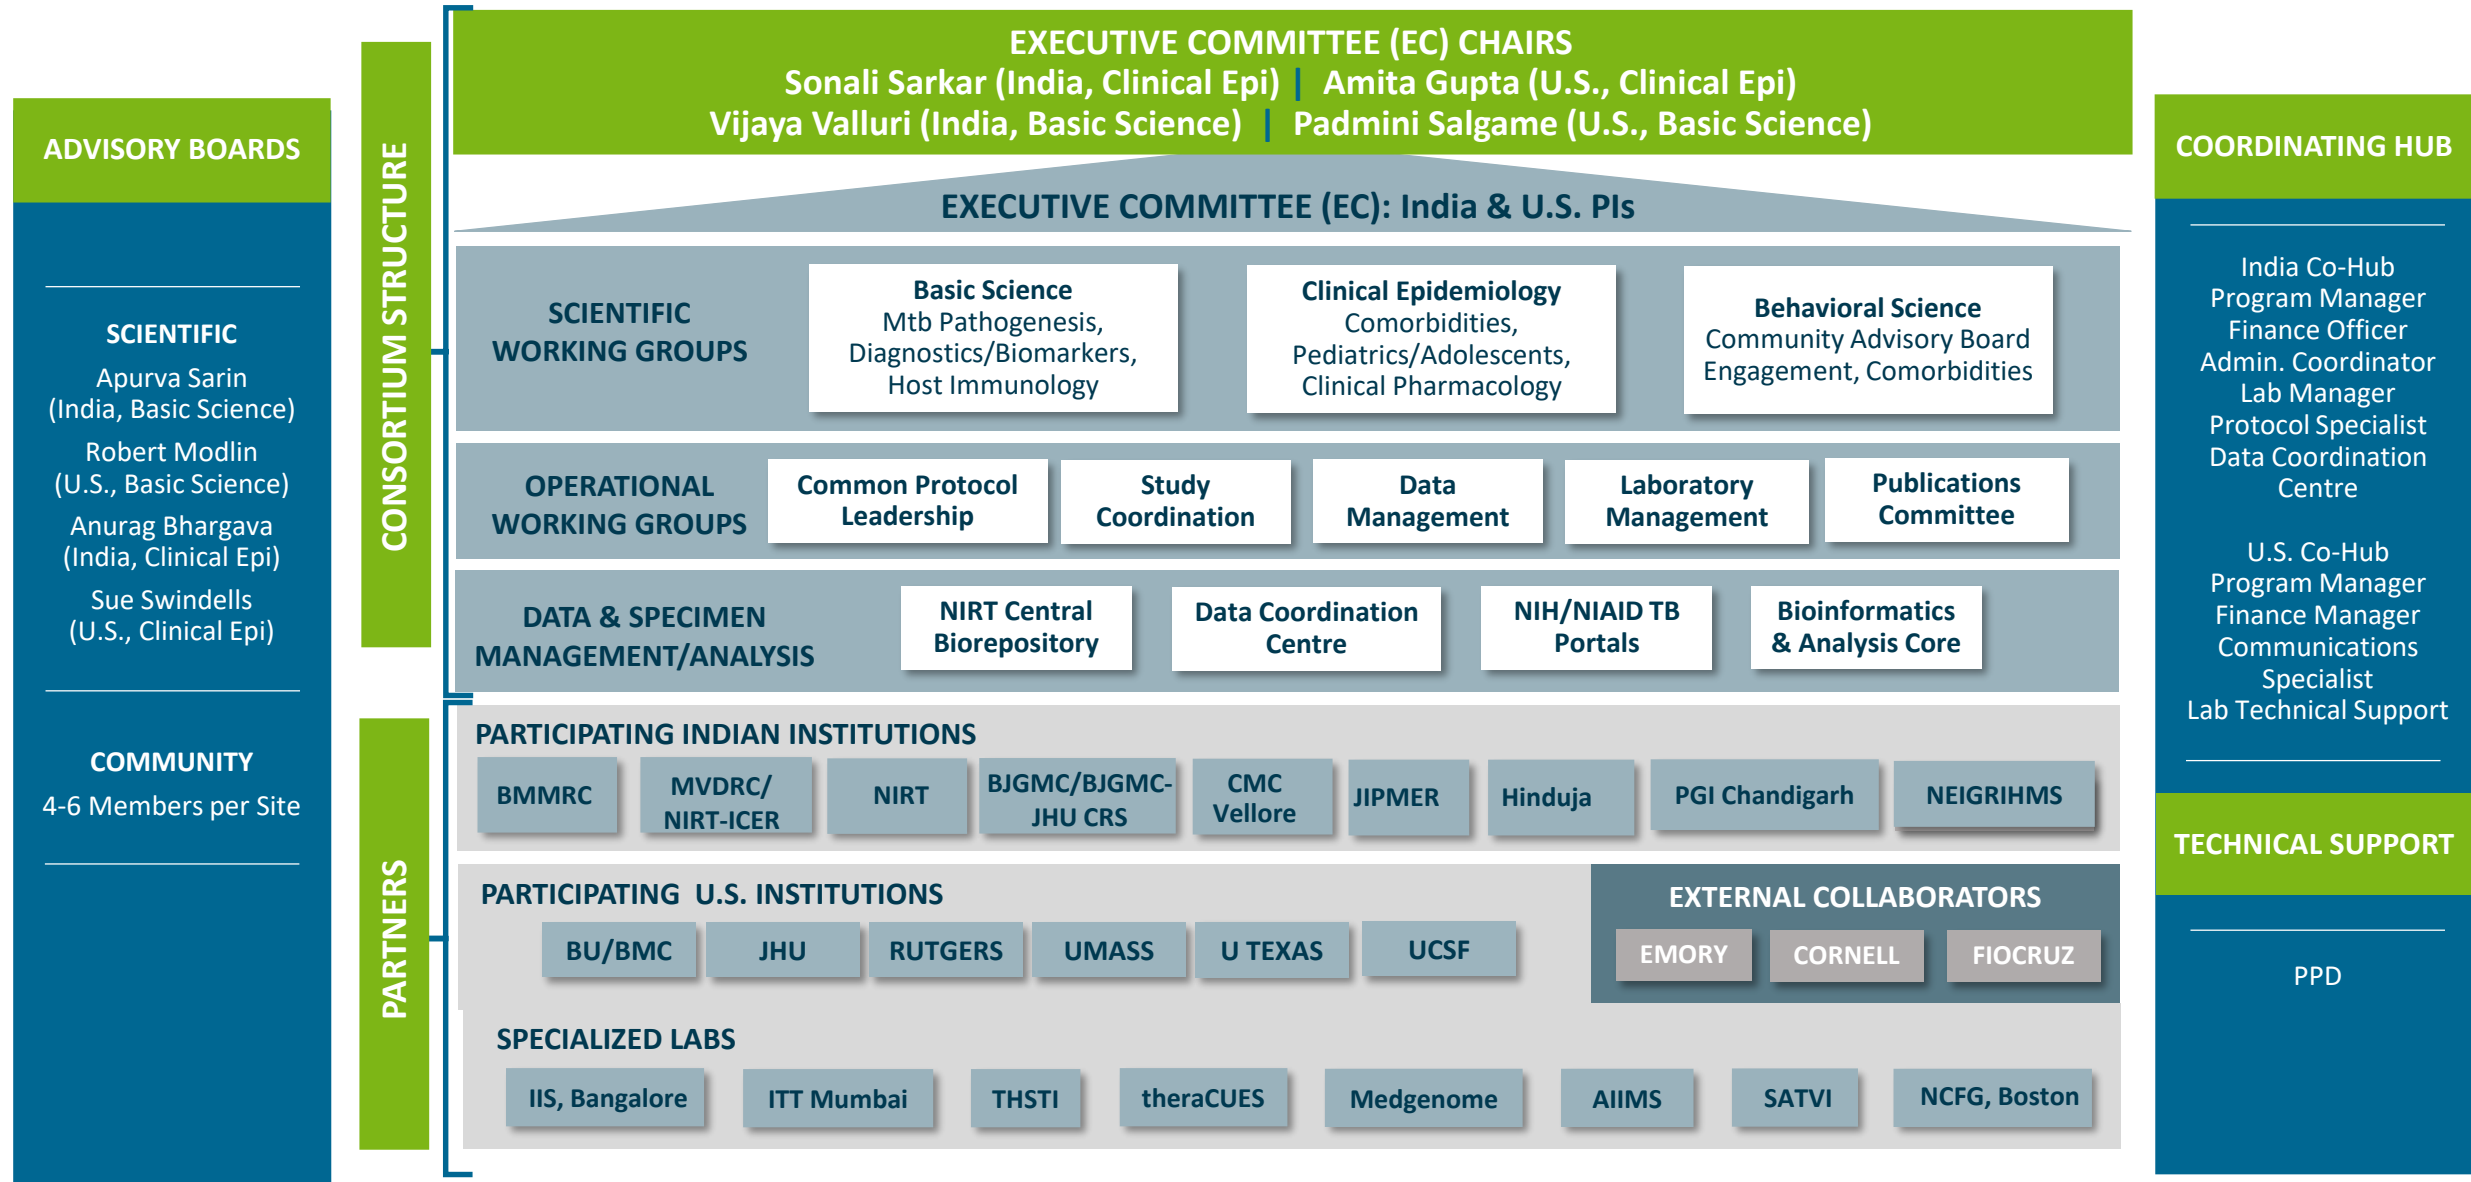 EXECUTIVE COMMITTEE (EC) CHAIRS
Sonali Sarkar (India, Clinical Epi) | Amita Gupta (U.S., Clinical Epi)
Vijaya Valluri (India, Basic Science) | Padmini Salgame (U.S., Basic Science)
ADVISORY BOARDS
SCIENTIFIC
Apurva Sarin
(India, Basic Science)
Robert Modlin
(U.S., Basic Science)
Anurag Bhargava
(India, Clinical Epi)
Sue Swindells
(U.S., Clinical Epi)
COMMUNITY
4-6 Members per Site
CONSORTIUM STRUCTURE
EXECUTIVE COMMITTEE (EC): India & U.S. PIs
SCIENTIFIC
WORKING GROUPS
Basic Science
Mtb Pathogenesis,
Diagnostics/Biomarkers,
Host Immunology
Clinical Epidemiology
Comorbidities,
Pediatrics/Adolescents,
Clinical Pharmacology
Behavioral Science
Community Advisory Board
Engagement, Comorbidities
OPERATIONAL
WORKING GROUPS
Common Protocol
Leadership
Study
Coordination
Data
Management
Laboratory
Management
Publications
Committee
DATA & SPECIMEN
MANAGEMENT/ANALYSIS
NIRT Central
Biorepository
Data Coordination
Centre
NIH/NIAID TB
Portals
Bioinformatics
& Analysis Core
PARTNERS
PARTICIPATING INDIAN INSTITUTIONS
BMMRC
MVDRC/
NIRT-ICER
NIRT
BJGMC/BJGMC-
JHU CRS
CMC
Vellore
JIPMER
Hinduja
PGI Chandigarh
NEIGRIHMS
PARTICIPATING U.S. INSTITUTIONS
BU/BMC
JHU
RUTGERS
UMASS
U TEXAS
UCSF
EXTERNAL COLLABORATORS
EMORY
CORNELL
FIOCRUZ
SPECIALIZED LABS
IIS, Bangalore
ITT Mumbai
THSTI
theraCUES
Medgenome
AIIMS
SATVI
NCFG, Boston
COORDINATING HUB
India Co-Hub
Program Manager
Finance Officer
Admin. Coordinator
Lab Manager
Protocol Specialist
Data Coordination
Centre
U.S. Co-Hub
Program Manager
Finance Manager
Communications
Specialist
Lab Technical Support
TECHNICAL SUPPORT
PPD